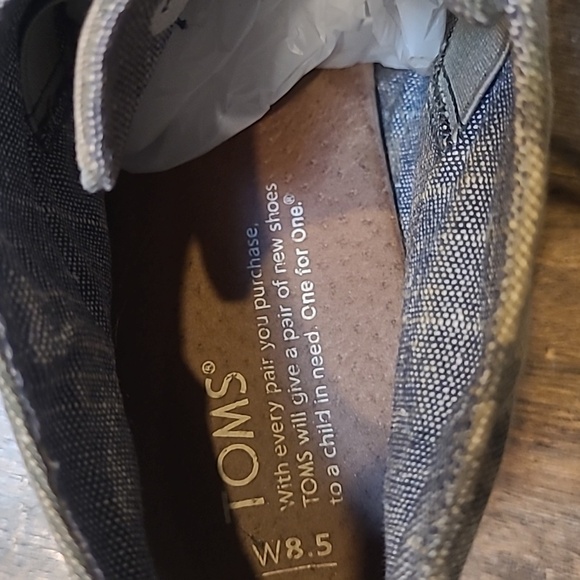 TOMS®
With every pair you purchase,
TOMS will give a pair of new shoes
to a child in need. One for One.®
W8.5